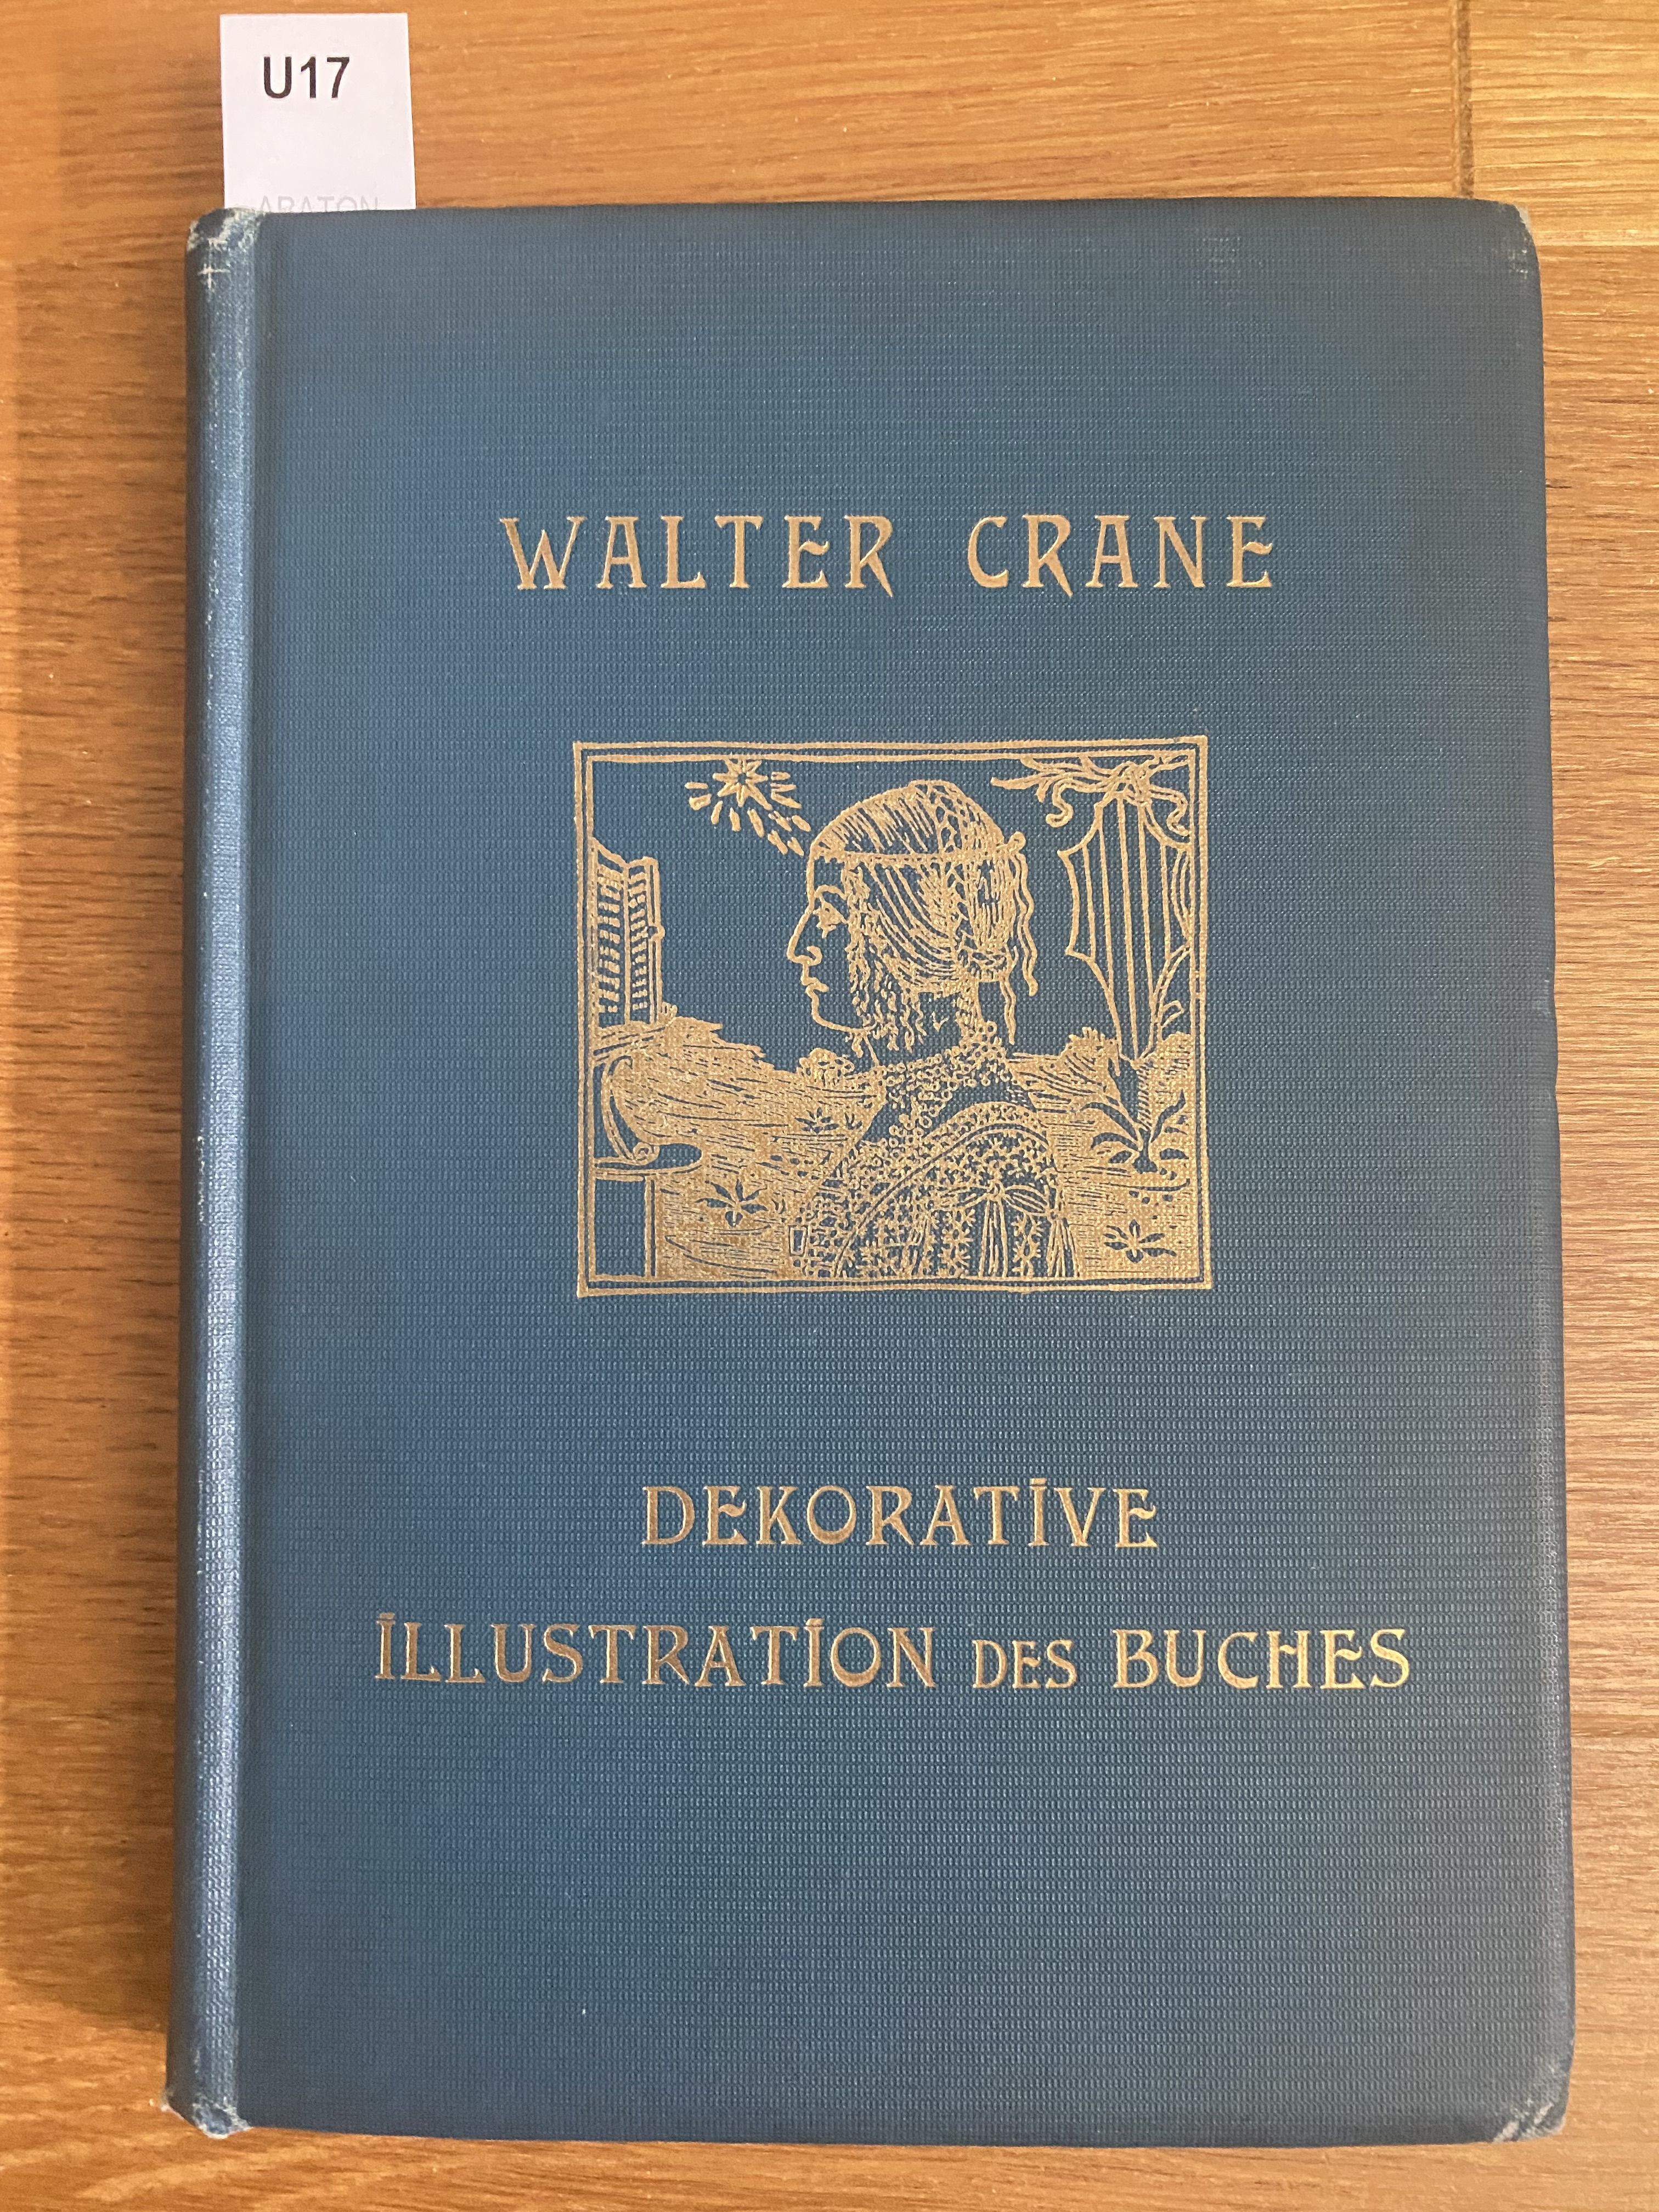 U17
WALTER CRANE
DEKORATIVE
ILLUSTRATION DES BUCHES